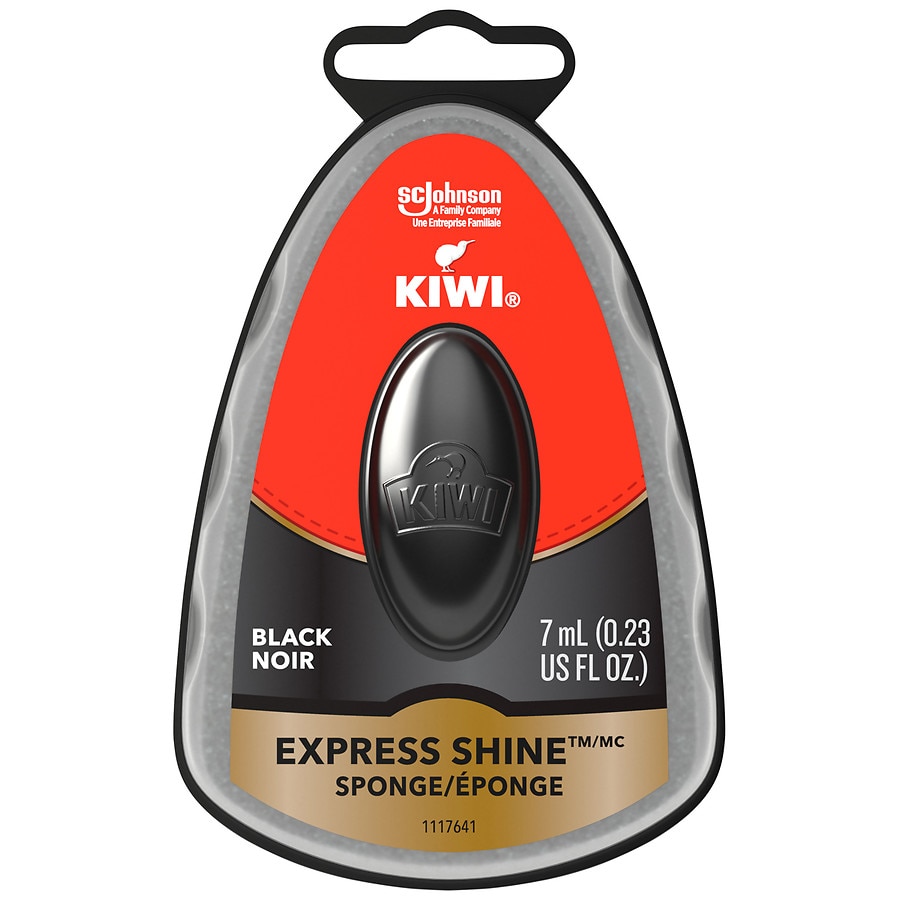 scJohnson
A Family Company
Une Entreprise Familiale
KIWI®
KIWI
BLACK
NOIR
7 mL (0.23
US FL OZ.)
EXPRESS SHINE™/MC
SPONGE/ÉPONGE
1117641